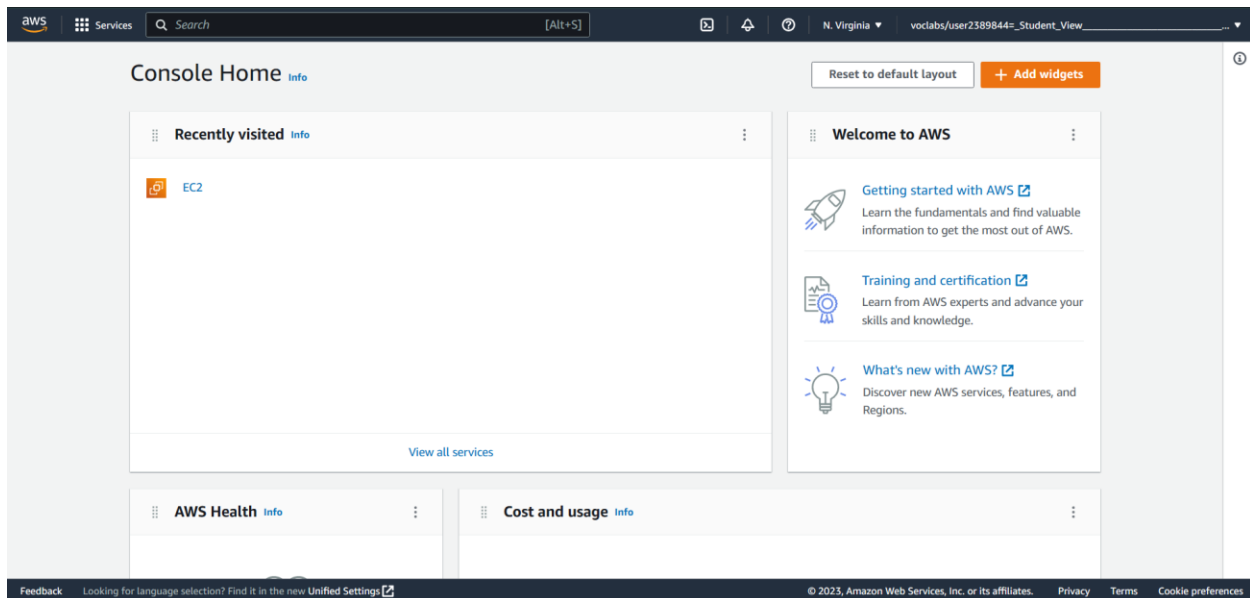 aws Services Search [Alt+S] N. Virginia voclabs/user2389844=_Student_View_...
Console Home Info
Reset to default layout
Add widgets
Recently visited Info
EC2
View all services
Welcome to AWS
Getting started with AWS
Learn the fundamentals and find valuable
information to get the most out of AWS.
Training and certification
Learn from AWS experts and advance your
skills and knowledge.
What's new with AWS?
Discover new AWS services, features, and
Regions.
AWS Health Info
Cost and usage Info
Feedback Looking for language selection? Find it in the new Unified Settings © 2023, Amazon Web Services, Inc. or its affiliates. Privacy Terms Cookie preferences